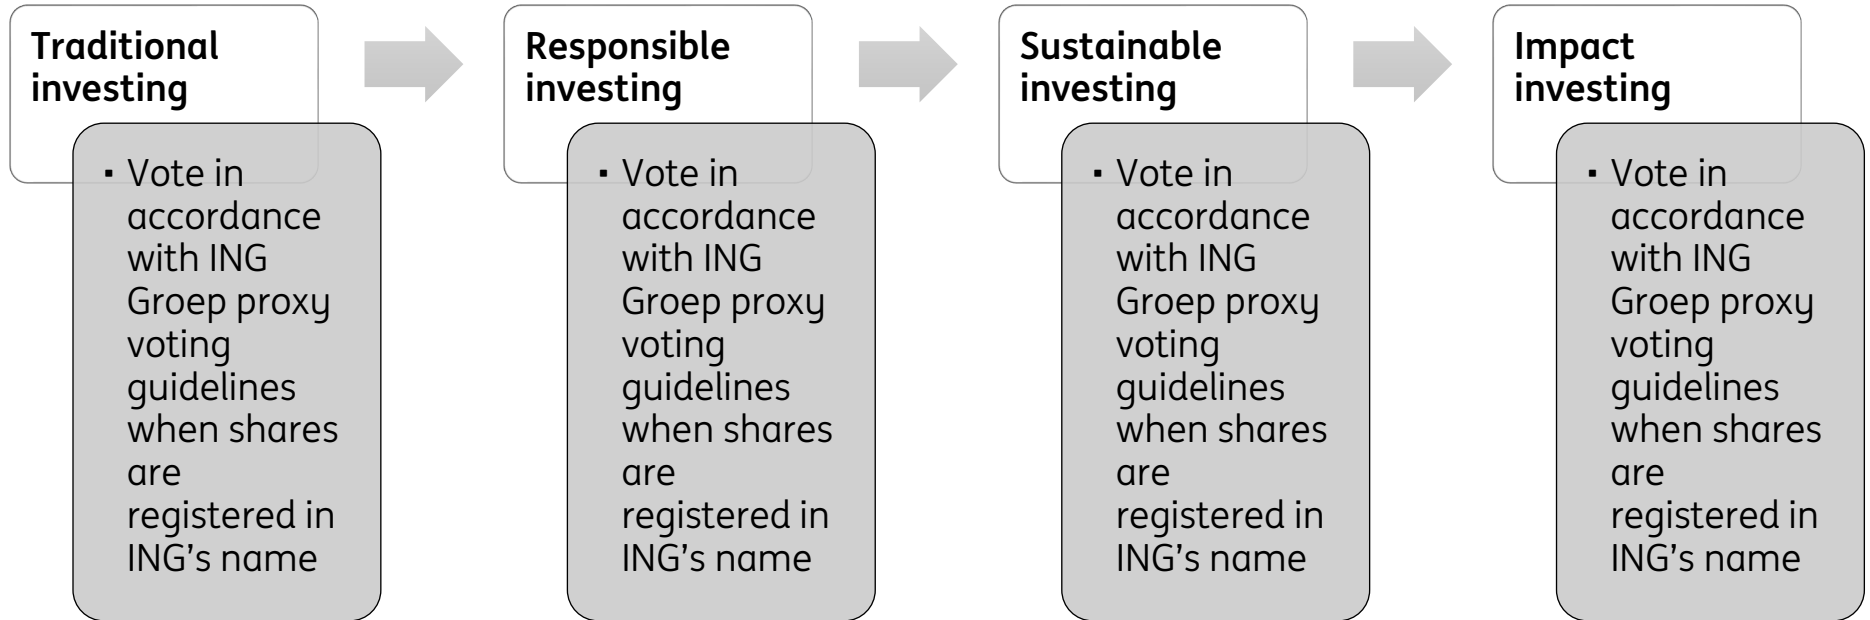 Traditional
investing
▪ Vote in
accordance
with ING
Groep proxy
voting
guidelines
when shares
are
registered in
ING’s name
Responsible
investing
▪ Vote in
accordance
with ING
Groep proxy
voting
guidelines
when shares
are
registered in
ING’s name
Sustainable
investing
▪ Vote in
accordance
with ING
Groep proxy
voting
guidelines
when shares
are
registered in
ING’s name
Impact
investing
▪ Vote in
accordance
with ING
Groep proxy
voting
guidelines
when shares
are
registered in
ING’s name